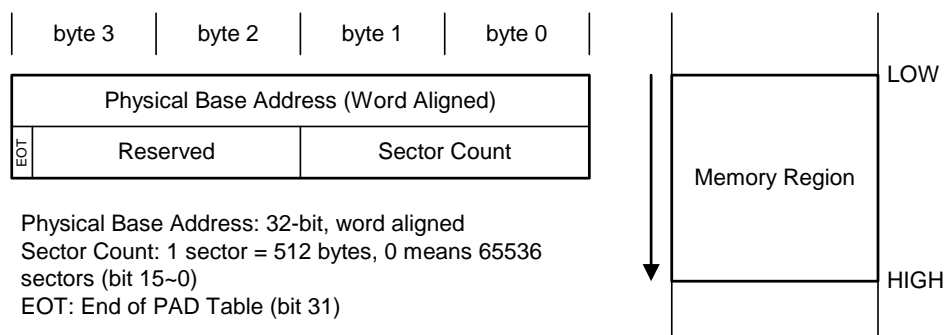 byte 3 byte 2 byte 1 byte 0
LOW
Physical Base Address (Word Aligned)
EOT Reserved Sector Count
Memory Region
Physical Base Address: 32-bit, word aligned
Sector Count: 1 sector = 512 bytes, 0 means 65536
sectors (bit 15~0)
HIGH
EOT: End of PAD Table (bit 31)